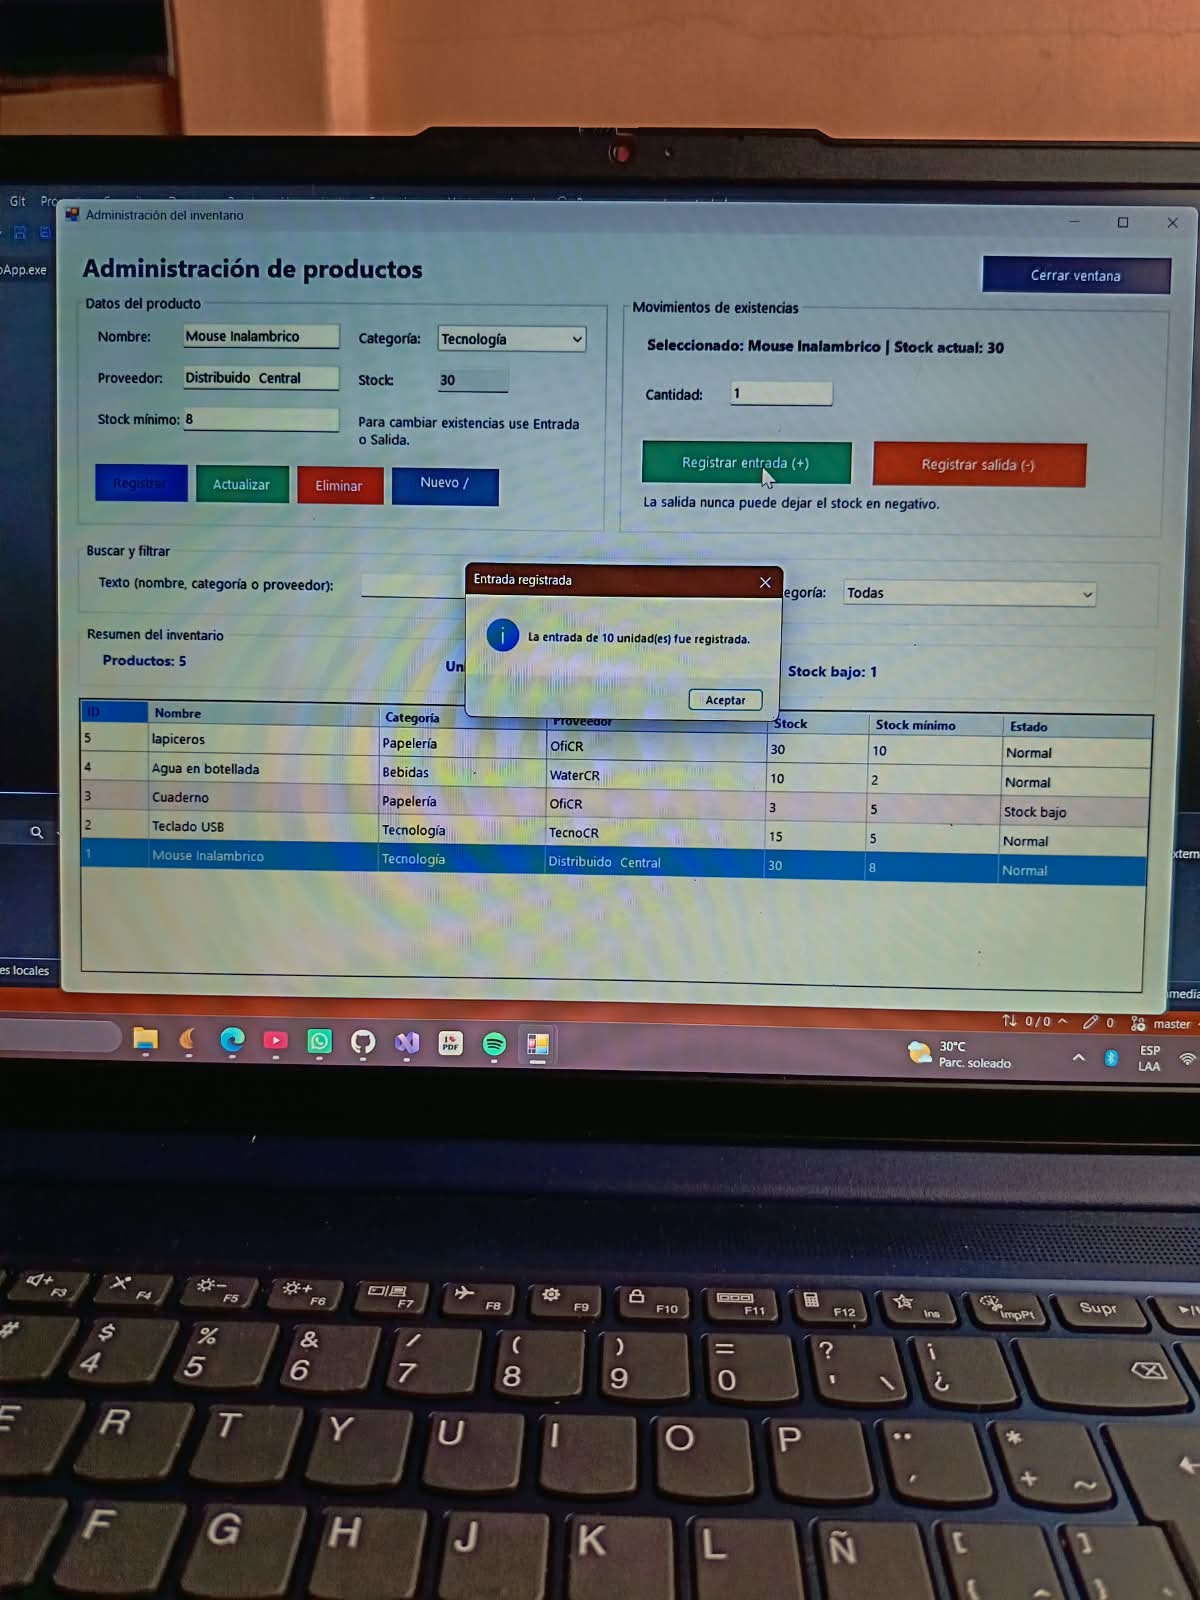 Git
Administración del inventario
oApp.exe
Administración de productos
Cerrar ventana
Datos del producto
Nombre: Mouse Inalambrico
Categoría: Tecnología
Proveedor: Distribuido Central
Stock: 30
Stock mínimo: 8
Para cambiar existencias use Entrada
o Salida.
Registrar
Actualizar
Eliminar
Nuevo /
Movimientos de existencias
Seleccionado: Mouse Inalambrico | Stock actual: 30
Cantidad: 1
Registrar entrada (+)
Registrar salida (-)
La salida nunca puede dejar el stock en negativo.
Buscar y filtrar
Texto (nombre, categoría o proveedor):
egoría: Todas
Entrada registrada
La entrada de 10 unidad(es) fue registrada.
Aceptar
Resumen del inventario
Productos: 5
Un
Stock bajo: 1
ID Nombre Categoría Proveedor Stock Stock mínimo Estado
5 lapiceros Papelería OfiCR 30 10 Normal
4 Agua en botellada Bebidas WaterCR 10 2 Normal
3 Cuaderno Papelería OfiCR 3 5 Stock bajo
2 Teclado USB Tecnología TecnoCR 15 5 Normal
1 Mouse Inalambrico Tecnología Distribuido Central 30 8 Normal
xtern
es locales
media
0 / 0
0
master
PDF
30°C
Parc. soleado
ESP
LAA
F3 F4 F5 F6 F7 F8 F9 F10 F11 F12 Ins ImpPt Supr
# $ 4 % 5 & 6 / 7 ( 8 ) 9 = 0 ? ' \ ¡ ¿
E R T Y U I O P ¨ ´ * + ~
F G H J K L Ñ [ { ^ ] }